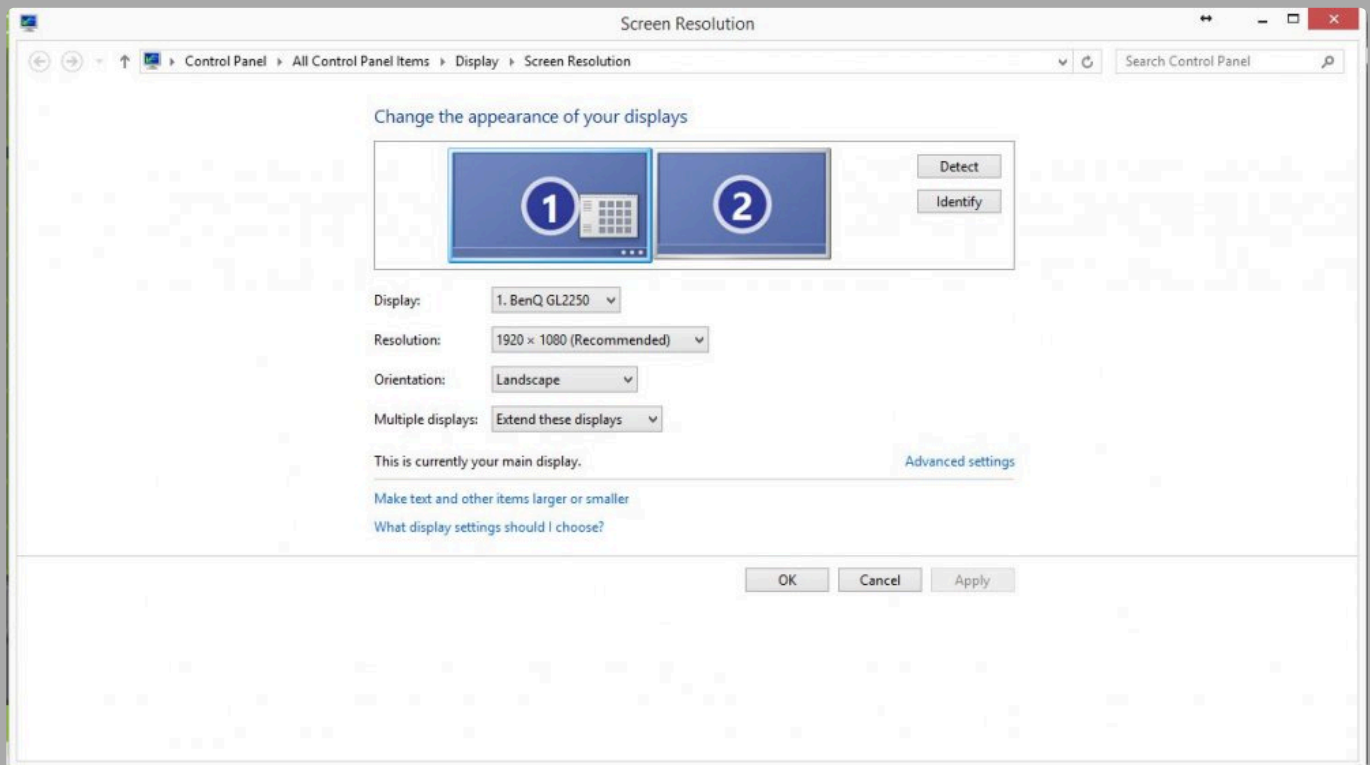 Screen Resolution
Control Panel Ïll Control Panel Items Display Screen Resolution
Search Control Panel
Change the appearance of your displays
1
2
Detect
Identify
Display: 1. BenQ GL2250
Resolution: 1920 × 1080 (Recommended)
Orientation: Landscape
Multiple displays: Extend these displays
This is currently your main display. Advanced settings
Make text and other items larger or smaller
What display settings should I choose?
OK Cancel Apply